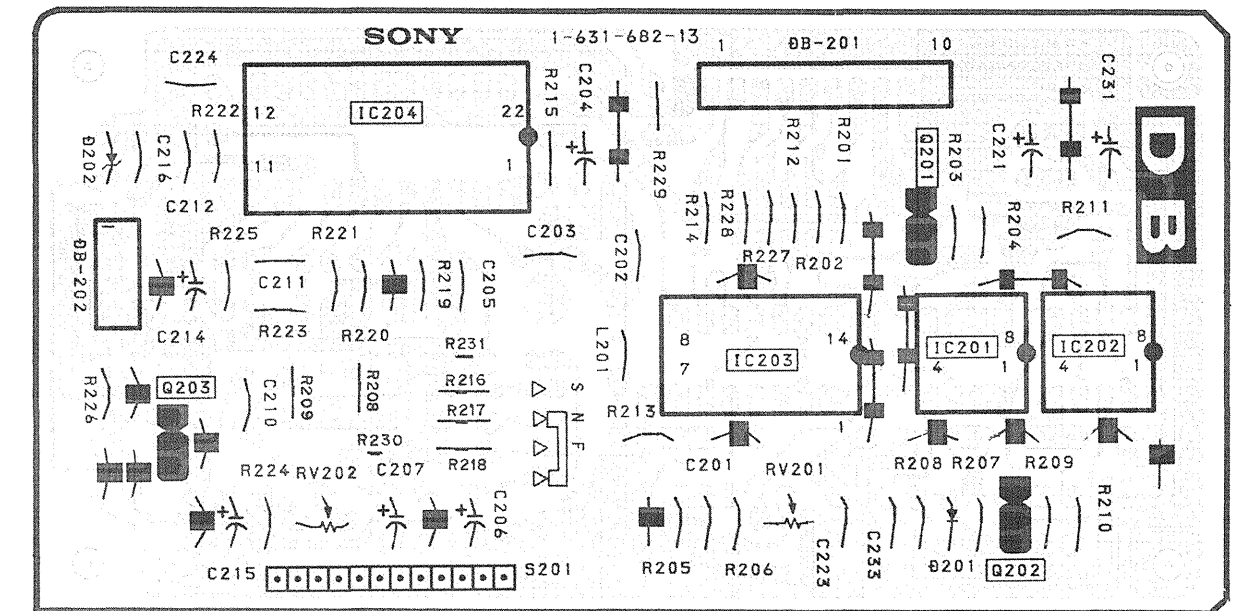 SONY 1-631-682-13 1 ÐB-201 10
C224
R222 12 IC204 22 R215 C204 C231
Ð202 C216 11 1 R229 R212 R201 Q201 R203 C221 DB
C212 R214 R228 R204 R211
ÐB-202 R225 R221 C203 C202 R227 R202
C211 R219 C205
C214 R223 R220 L201 8 14 IC201 8 IC202 8
R231 7 IC203 4 1 4 1
R226 Q203 C210 R209 R208 R216 S
R217 N R213 1
R230 R218 F
R224 RV202 C207 C201 RV201 R208 R207 R209
C206 R210
C215 S201 R205 R206 C223 C233 Ð201 Q202